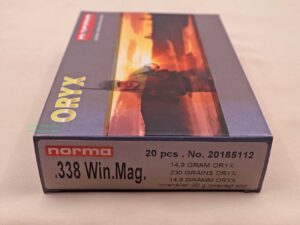 ORYX
norma
20 pcs . No. 20185112
.338 Win.Mag.
14,9 GRAM ORYX
230 GRAINS ORYX
14,9 GRAMM ORYX